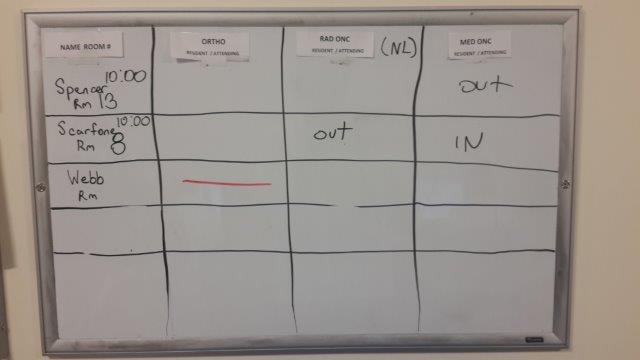 NAME ROOM #
ORTHO
RESIDENT / ATTENDING
RAD ONC
RESIDENT / ATTENDING
(NL)
MED ONC
RESIDENT / ATTENDING
10:00
Spencer
Rm 13
out
10:00
Scarfone
Rm 8
out
IN
Webb
Rm